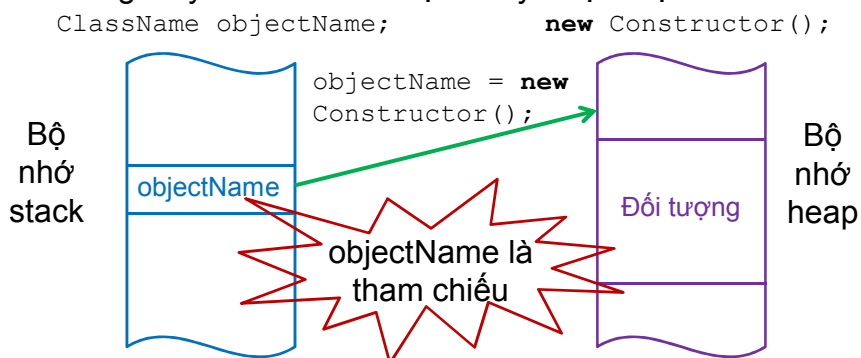 ClassName objectName;
new Constructor();
objectName = new
Constructor();
Bộ
nhớ
stack
objectName
objectName là
tham chiếu
Đối tượng
Bộ
nhớ
heap